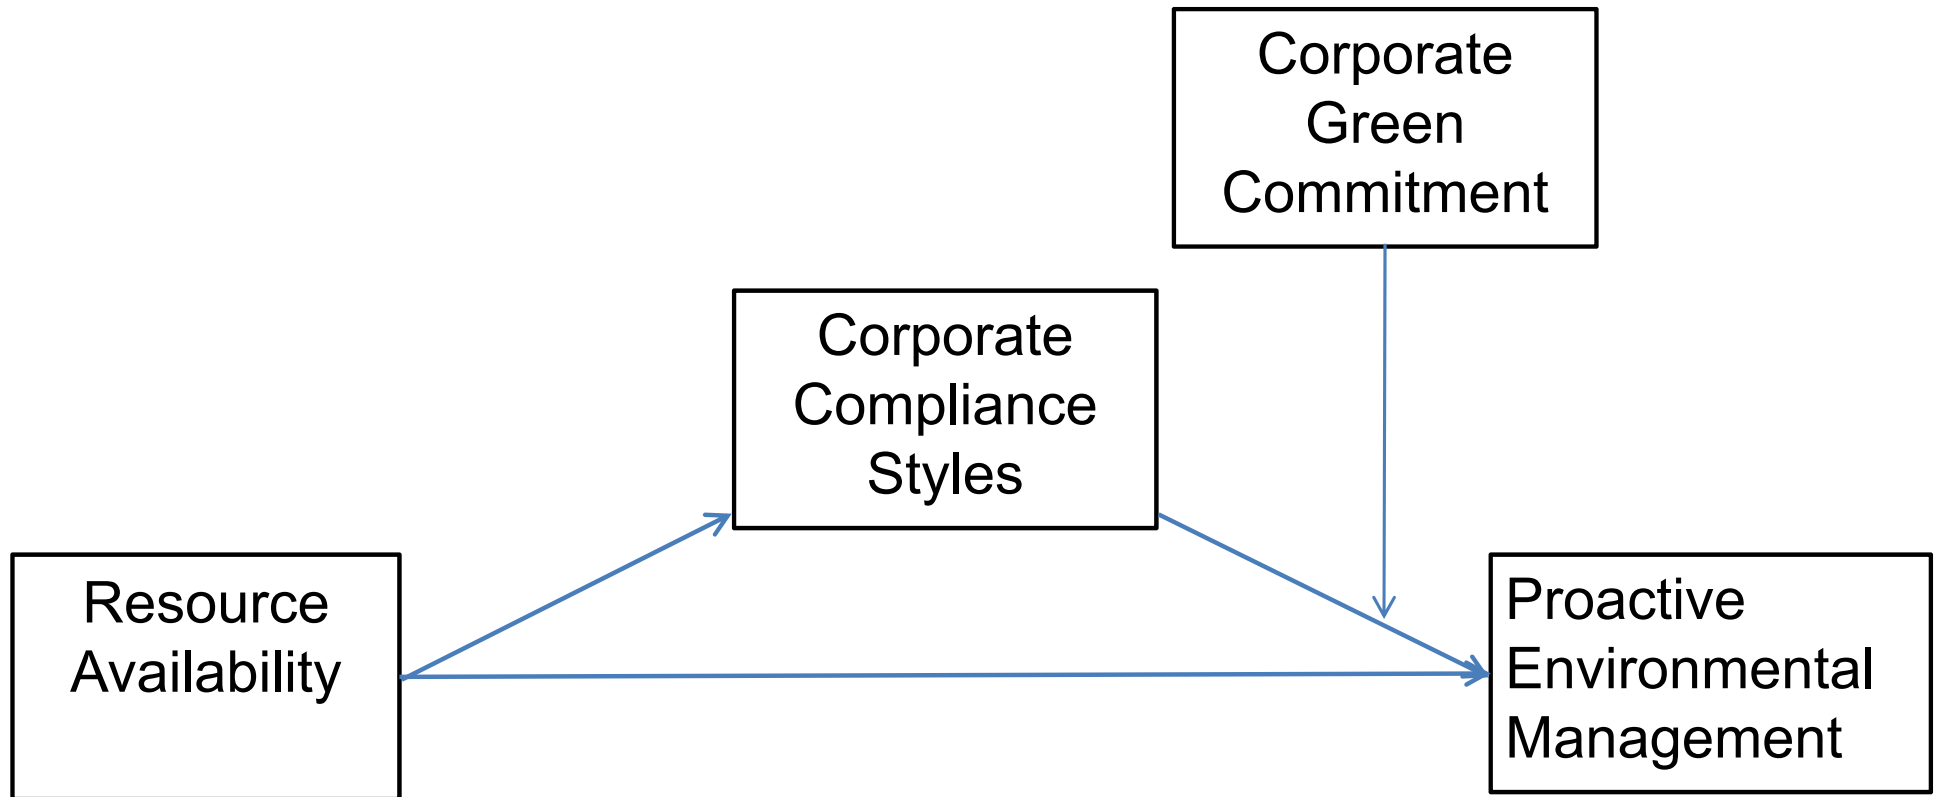 Corporate
Green
Commitment
Corporate
Compliance
Styles
Resource
Availability
Proactive
Environmental
Management